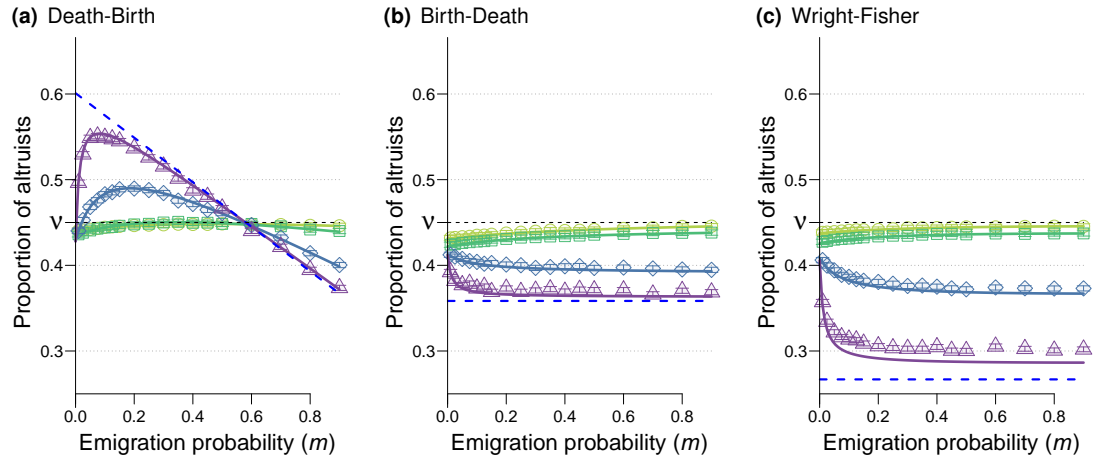 (a) Death-Birth
Proportion of altruists
0.6
0.5
ν
0.4
0.3
0.0 0.2 0.4 0.6 0.8
Emigration probability (m)
(b) Birth-Death
Proportion of altruists
0.6
0.5
ν
0.4
0.3
0.0 0.2 0.4 0.6 0.8
Emigration probability (m)
(c) Wright-Fisher
Proportion of altruists
0.6
0.5
ν
0.4
0.3
0.0 0.2 0.4 0.6 0.8
Emigration probability (m)